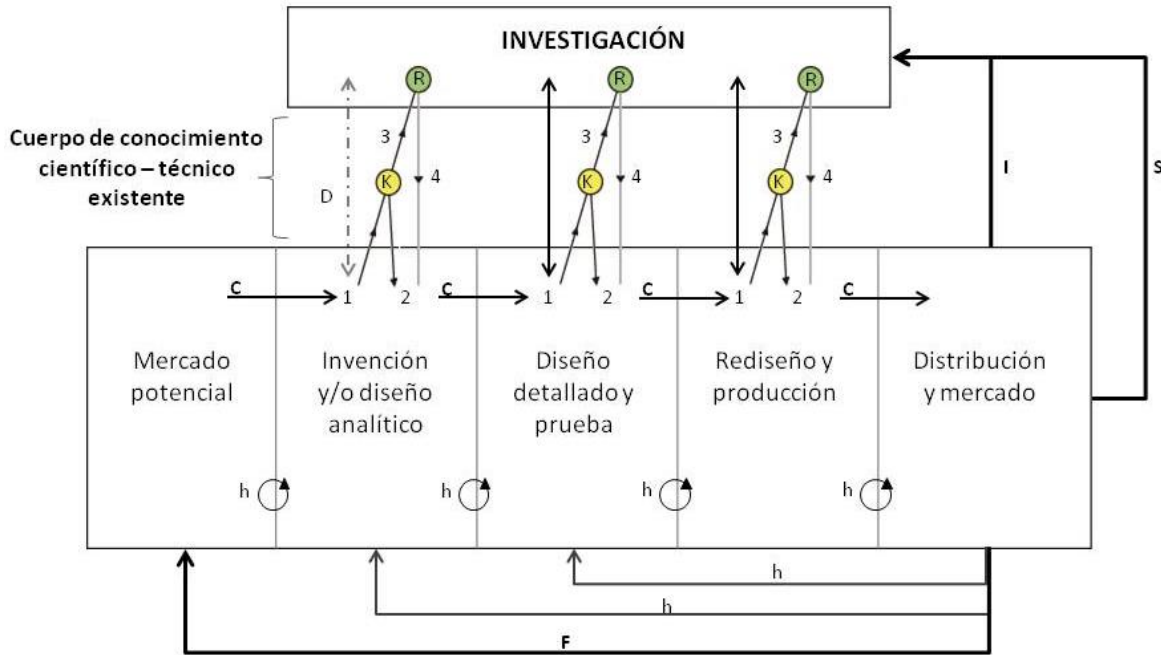 INVESTIGACIÓN
R R R
Cuerpo de conocimiento
científico – técnico
existente
3 3 3
4 4 4
K K K
D
I
S
C C C C
1 2 1 2 1 2
Mercado
potencial
Invención
y/o diseño
analítico
Diseño
detallado y
prueba
Rediseño y
producción
Distribución
y mercado
h h h h
h
h
F